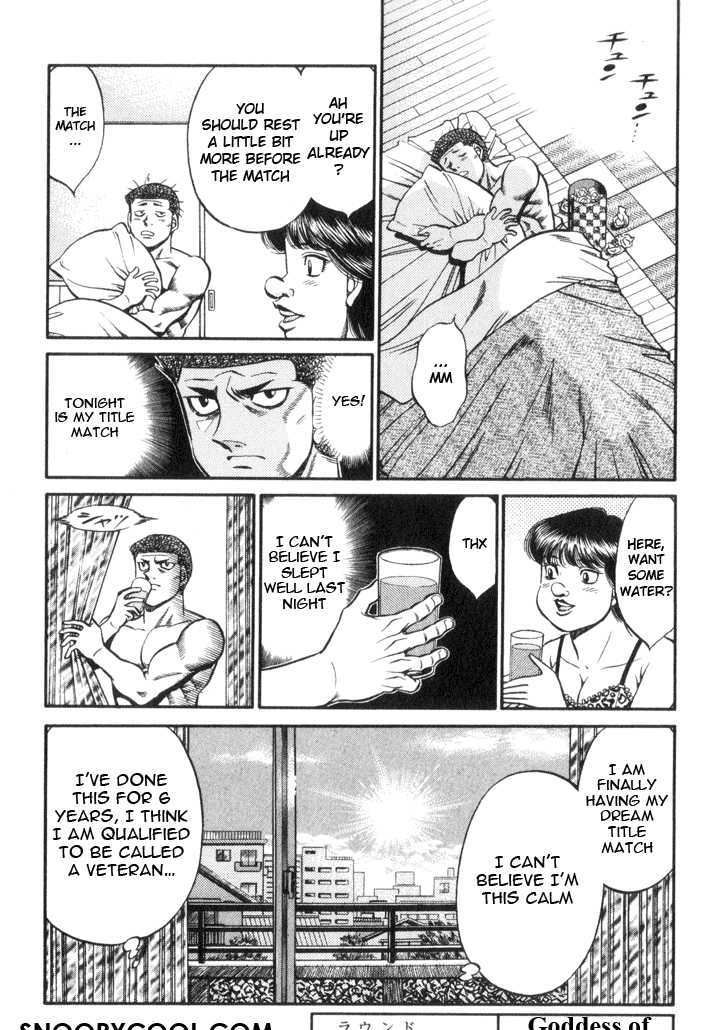 チュン
チュン...
...
MM
AH
YOU'RE
UP
ALREADY
?
YOU
SHOULD REST
A LITTLE BIT
MORE BEFORE
THE MATCH
THE
MATCH
...
YES!
TONIGHT
IS MY TITLE
MATCH
HERE,
WANT
SOME
WATER?
THX
I CAN'T
BELIEVE I
SLEPT
WELL LAST
NIGHT
シャッ
I AM
FINALLY
HAVING MY
DREAM
TITLE
MATCH
I CAN'T
BELIEVE I'M
THIS CALM
I'VE DONE
THIS FOR 6
YEARS, I THINK
I AM QUALIFIED
TO BE CALLED
A VETERAN...
SNOOPYCOOL.COM
ラウンド
Goddess of